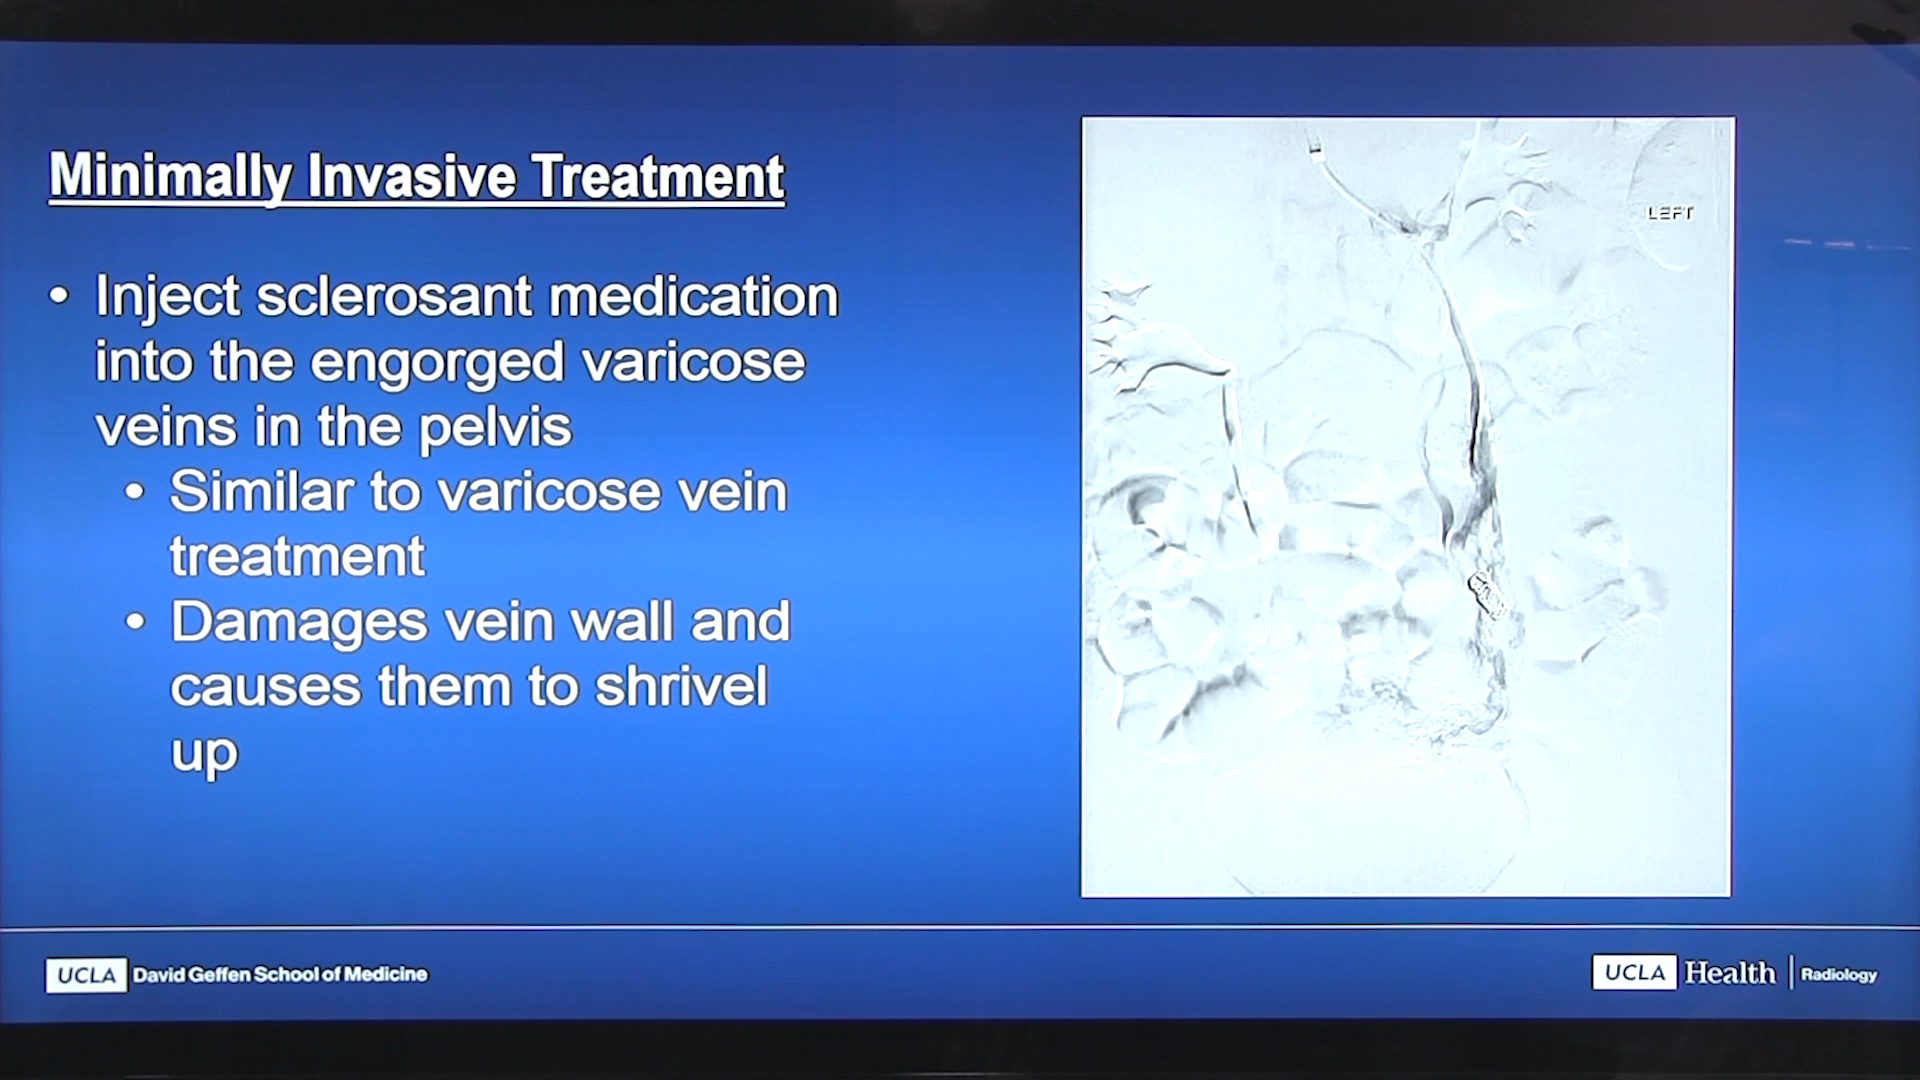 Minimally Invasive Treatment
• Inject sclerosant medication
into the engorged varicose
veins in the pelvis
• Similar to varicose vein
treatment
• Damages vein wall and
causes them to shrivel
up
LEFT
UCLA David Geffen School of Medicine
UCLA Health | Radiology